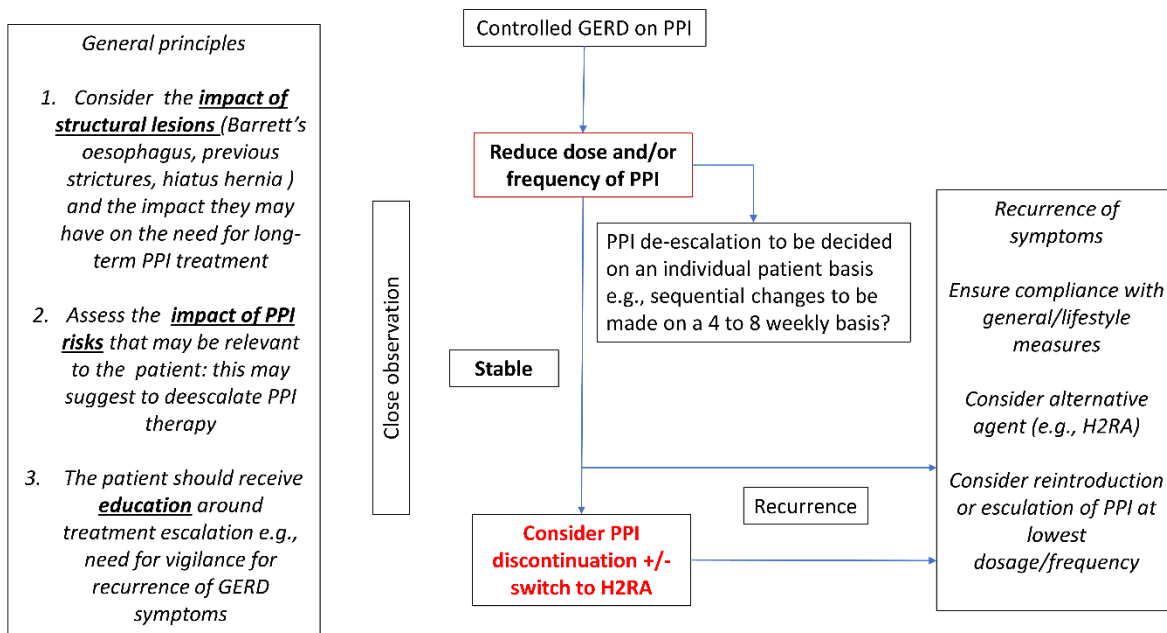 General principles
1. Consider the impact of
structural lesions (Barrett's
oesophagus, previous
strictures, hiatus hernia )
and the impact they may
have on the need for long-
term PPI treatment
2. Assess the impact of PPI
risks that may be relevant
to the patient: this may
suggest to deescalate PPI
therapy
3. The patient should receive
education around
treatment escalation e.g.,
need for vigilance for
recurrence of GERD
symptoms
Close observation
Controlled GERD on PPI
Reduce dose and/or
frequency of PPI
PPI de-escalation to be decided
on an individual patient basis
e.g., sequential changes to be
made on a 4 to 8 weekly basis?
Stable
Recurrence
Consider PPI
discontinuation +/-
switch to H2RA
Recurrence of
symptoms
Ensure compliance with
general/lifestyle
measures
Consider alternative
agent (e.g., H2RA)
Consider reintroduction
or esculation of PPI at
lowest
dosage/frequency